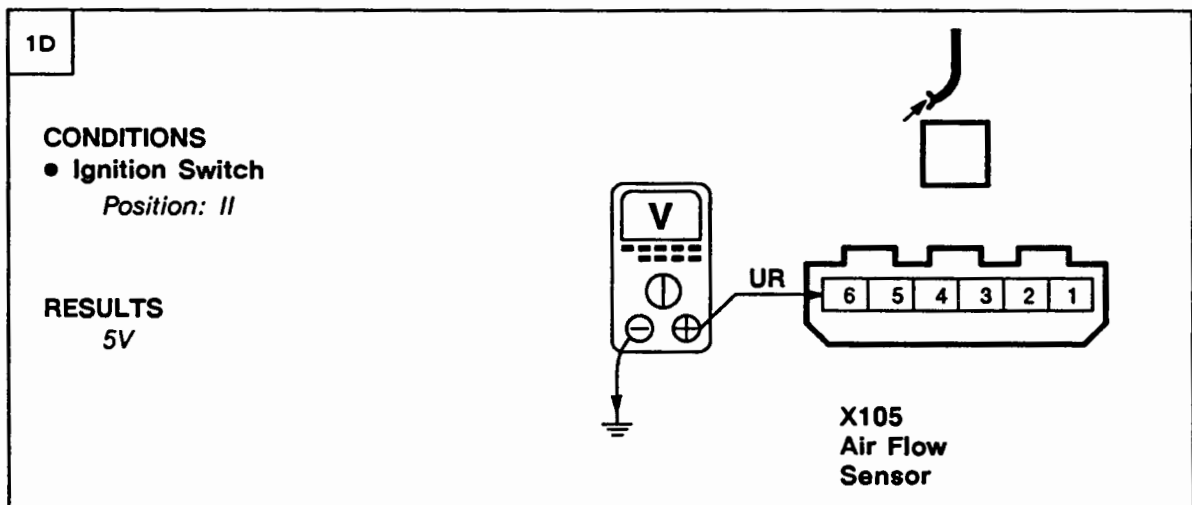 1D
CONDITIONS
● Ignition Switch
Position: II
RESULTS
5V
V
UR
6 5 4 3 2 1
X105
Air Flow
Sensor